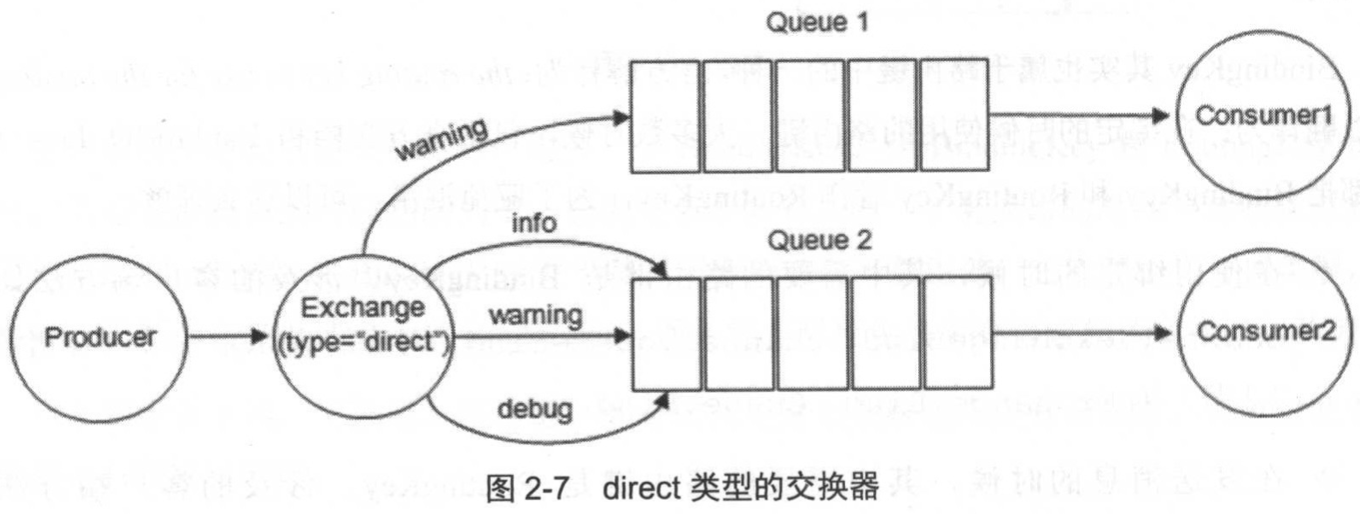 Queue 1
Consumer1
warning
info
Queue 2
Producer
Exchange
(type="direct")
warning
Consumer2
debug
图 2-7 direct 类型的交换器